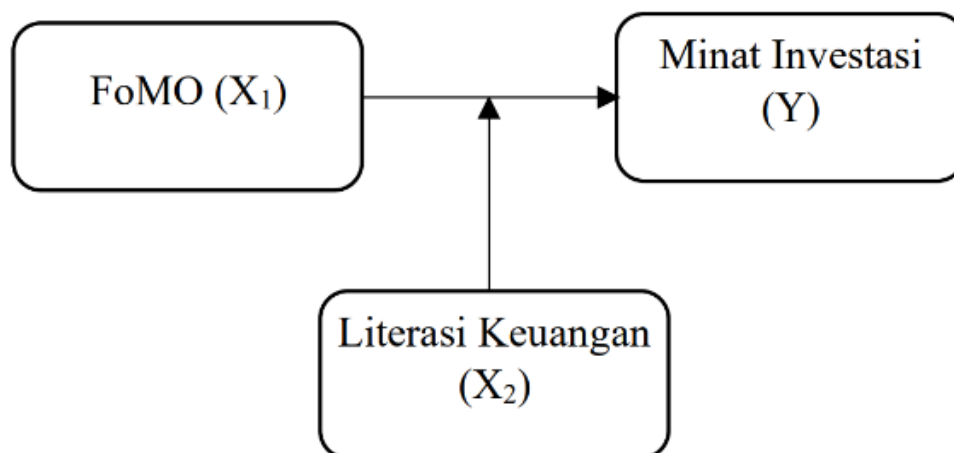 FoMO (X₁)
Minat Investasi
(Y)
Literasi Keuangan
(X₂)